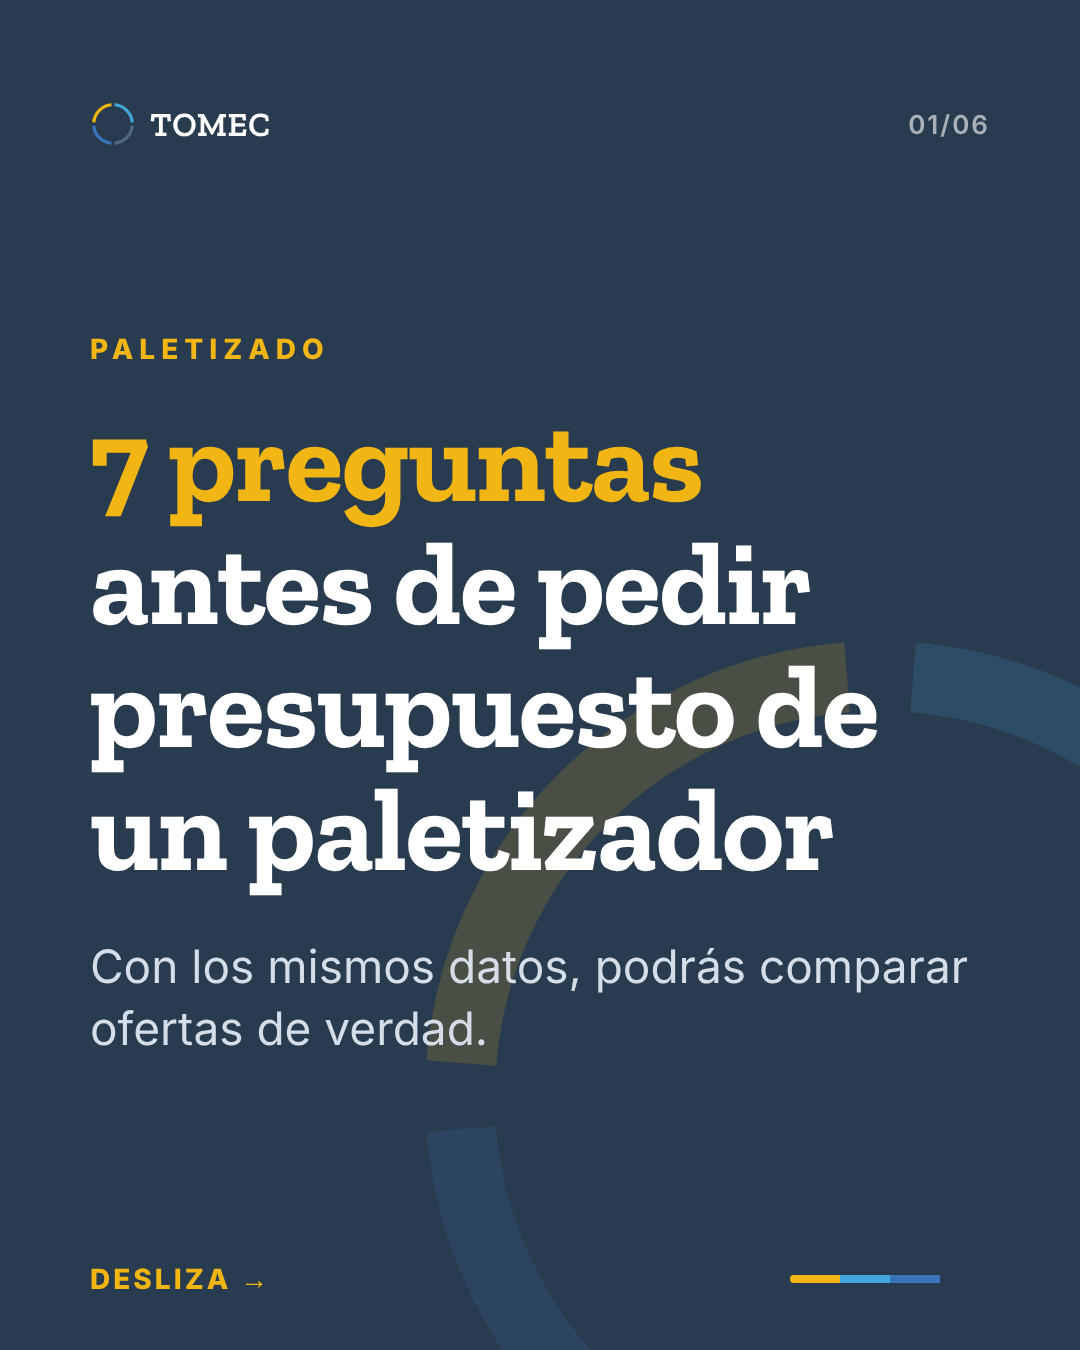 TOMEC
01/06
PALETIZADO
7 preguntas
antes de pedir
presupuesto de
un paletizador
Con los mismos datos, podrás comparar
ofertas de verdad.
DESLIZA →